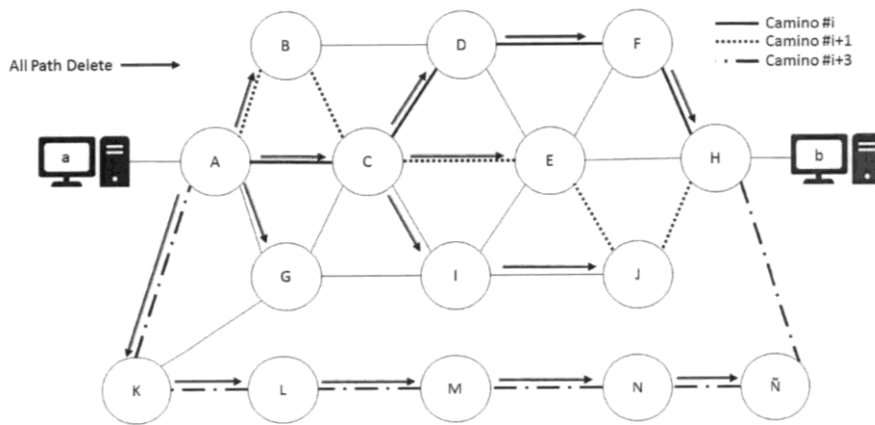 All Path Delete
Camino #i
Camino #i+1
Camino #i+3
B
D
F
a
A
C
E
H
b
G
I
J
K
L
M
N
Ñ